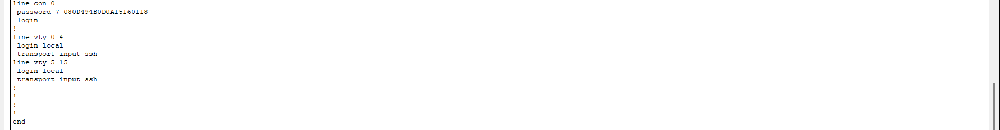 line con 0
 password 7 080D494B0D0A15160118
 login
!
line vty 0 4
 login local
 transport input ssh
line vty 5 15
 login local
 transport input ssh
!
!
!
!
end